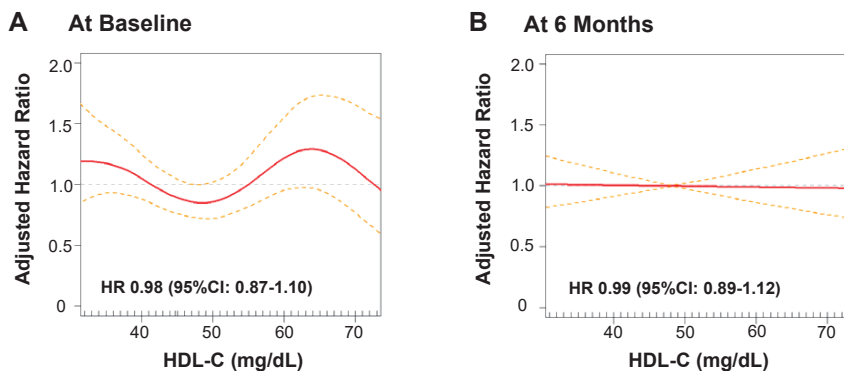 A At Baseline
Adjusted Hazard Ratio
2.0
1.5
1.0
0.5
0
HR 0.98 (95%CI: 0.87-1.10)
40 50 60 70
HDL-C (mg/dL)
B At 6 Months
Adjusted Hazard Ratio
2.0
1.5
1.0
0.5
0
HR 0.99 (95%CI: 0.89-1.12)
40 50 60 70
HDL-C (mg/dL)